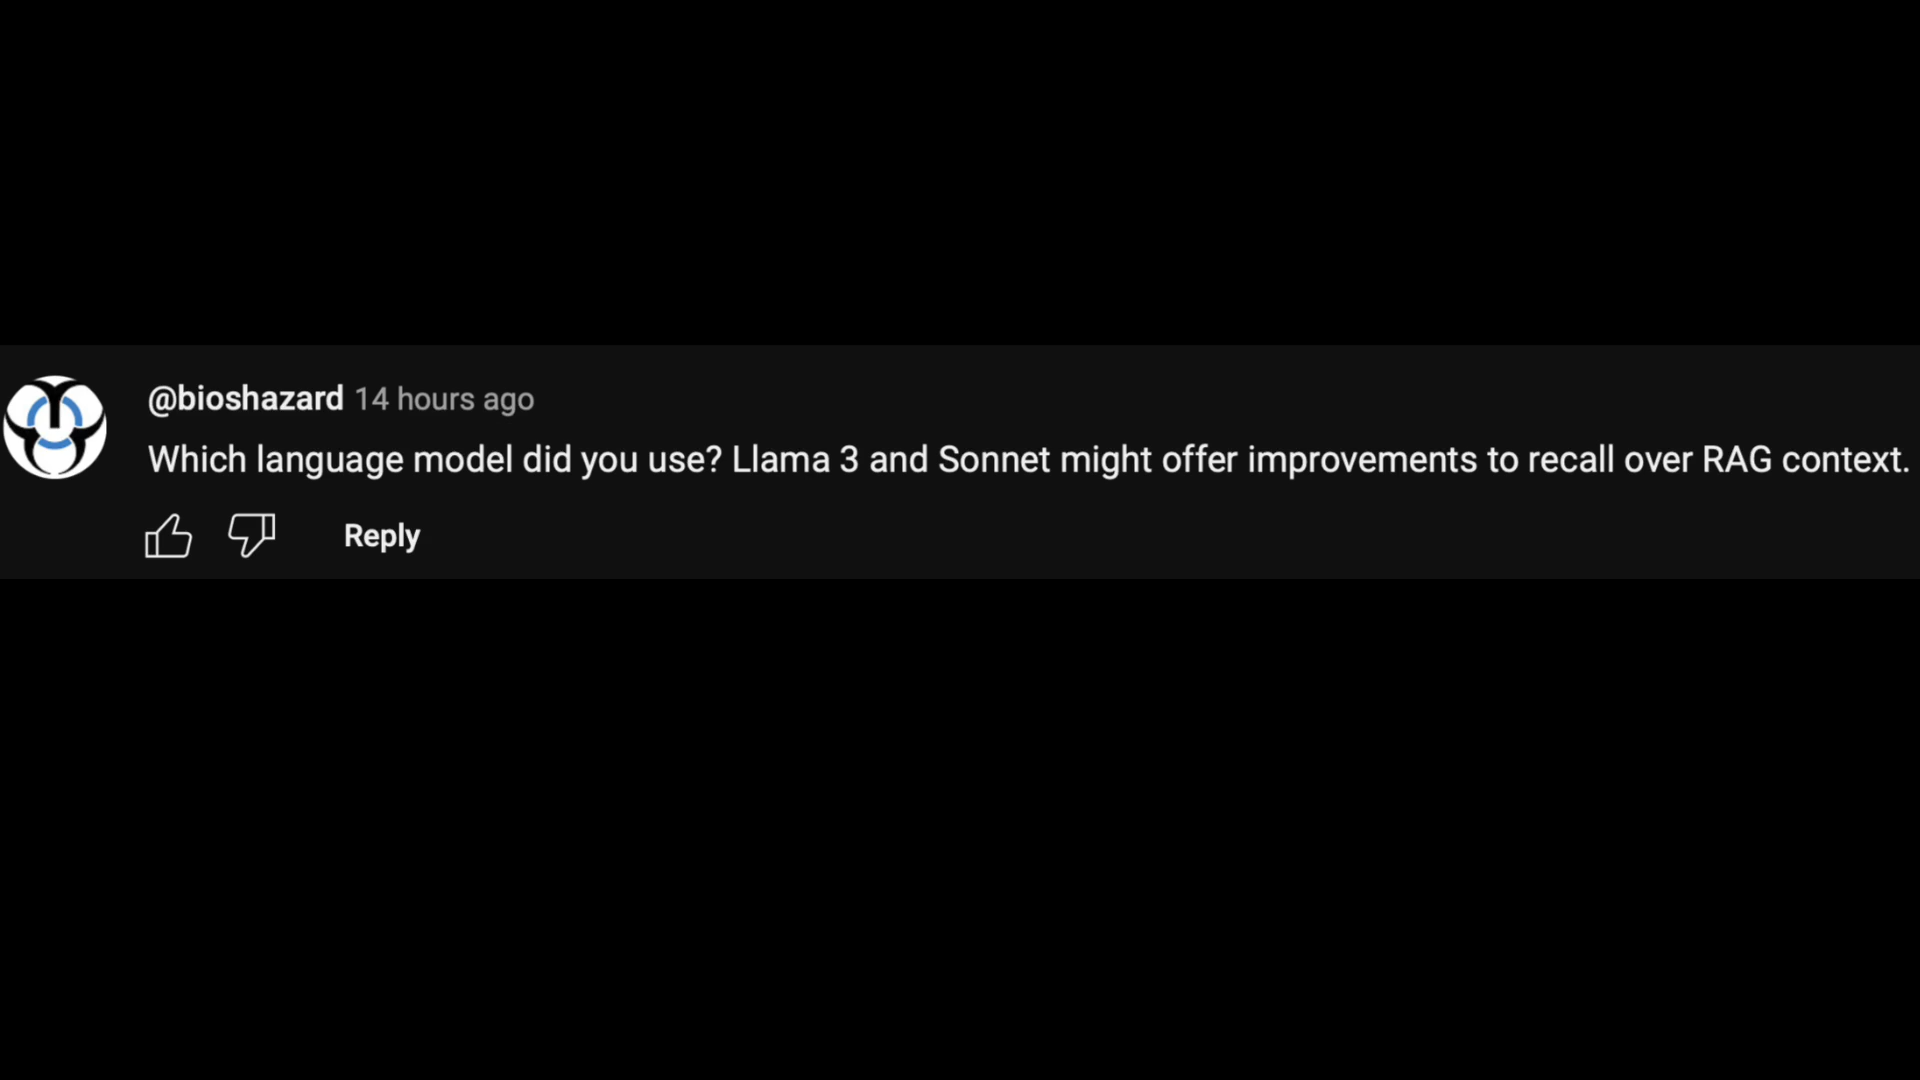 @bioshazard 14 hours ago
Which language model did you use? Llama 3 and Sonnet might offer improvements to recall over RAG context.
Reply